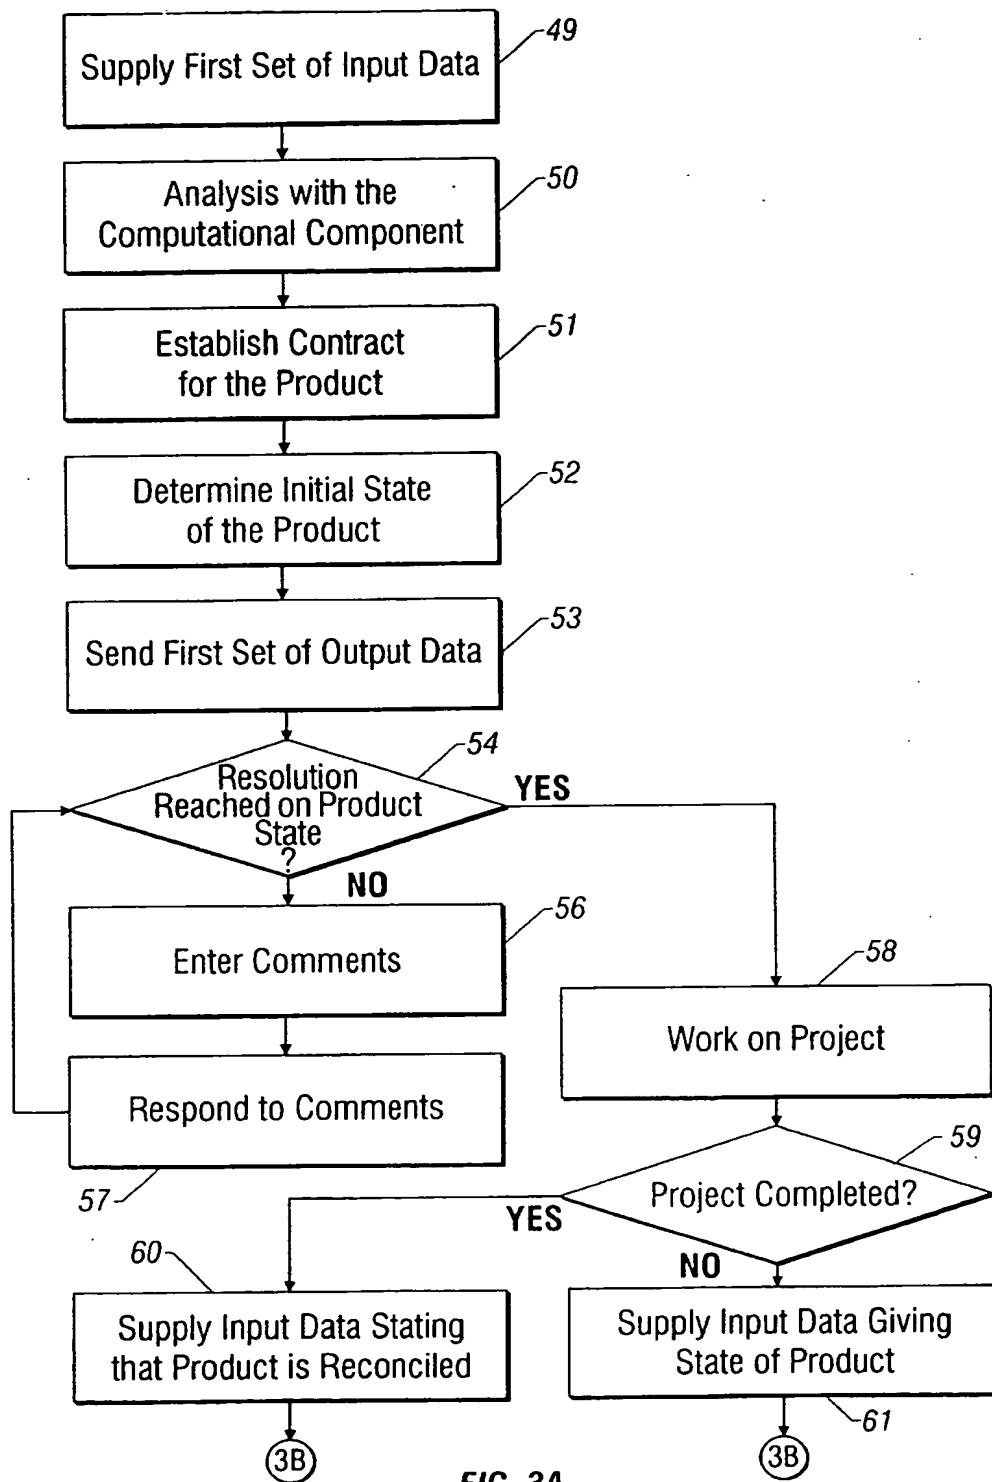 49
Supply First Set of Input Data
50
Analysis with the
Computational Component
51
Establish Contract
for the Product
52
Determine Initial State
of the Product
53
Send First Set of Output Data
54
Resolution
Reached on Product
State
?
YES
NO
56
Enter Comments
58
Work on Project
Respond to Comments
57
59
Project Completed?
YES
NO
60
Supply Input Data Stating
that Product is Reconciled
Supply Input Data Giving
State of Product
61
3B
3B
FIG. 3A